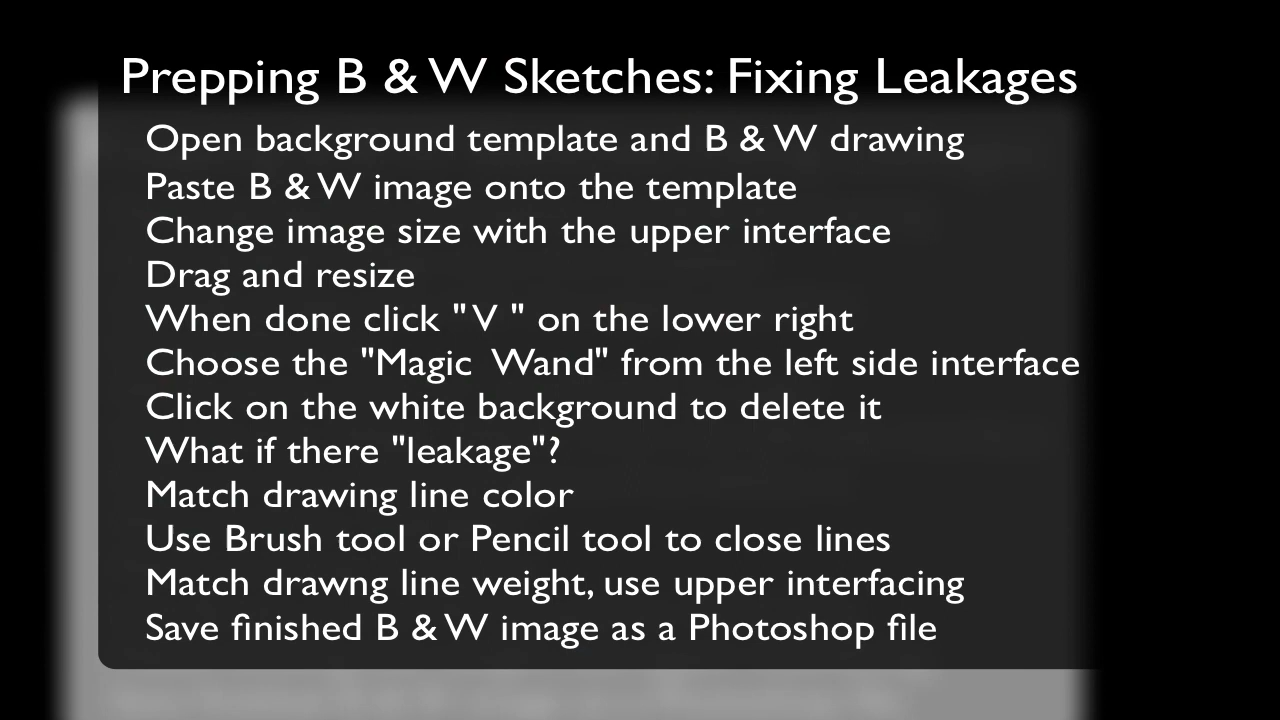 Prepping B & W Sketches: Fixing Leakages
Open background template and B & W drawing
Paste B & W image onto the template
Change image size with the upper interface
Drag and resize
When done click "V " on the lower right
Choose the "Magic  Wand" from the left side interface
Click on the white background to delete it
What if there "leakage"?
Match drawing line color
Use Brush tool or Pencil tool to close lines
Match drawng line weight, use upper interfacing
Save finished B & W image as a Photoshop file